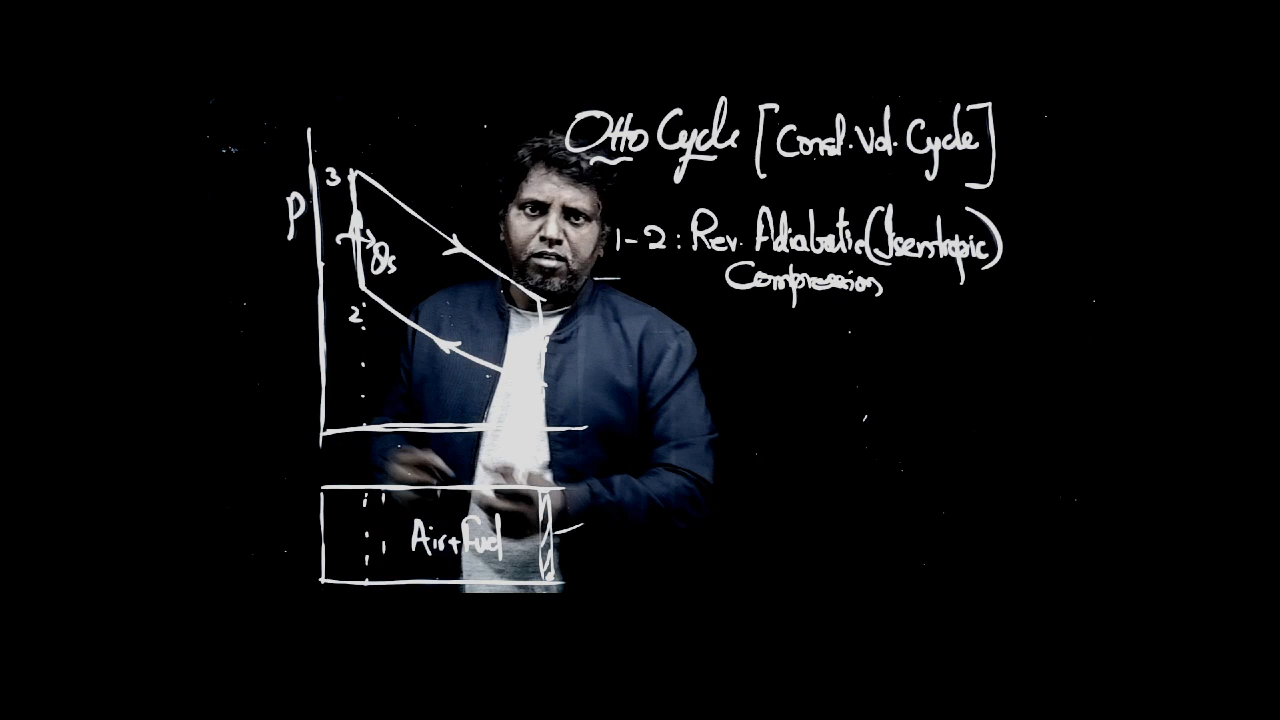 Otto Cycle [Const. Vol. Cycle]
1-2: Rev. Adiabatic (Isentropic)
Compression
3
P
Qs
2
Air+Fuel